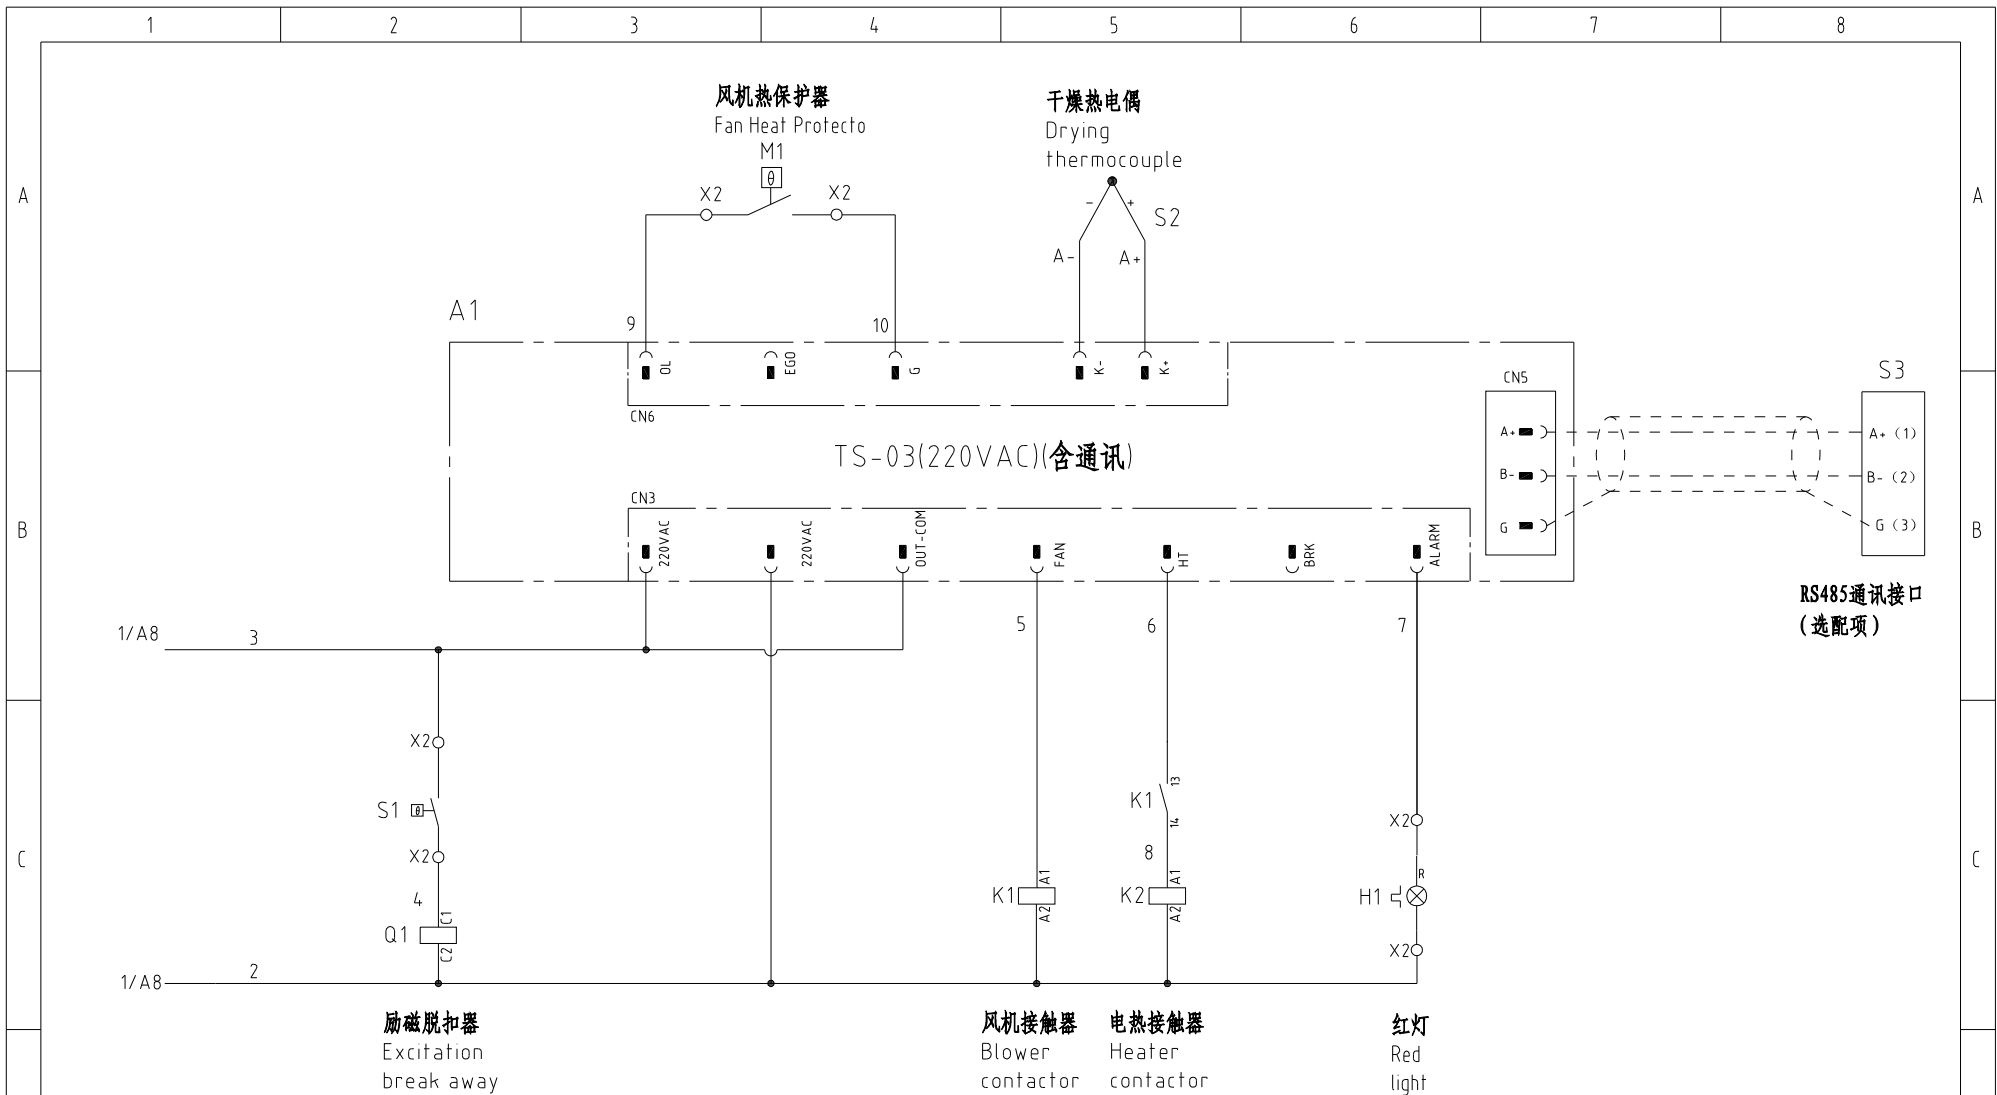 1 2 3 4 5 6 7 8
风机热保护器
Fan Heat Protecto
M1
θ
X2 X2
干燥热电偶
Drying
thermocouple
- +
S2
A- A+
A A
A1
9 10
OL EGO G K- K+
CN6
TS-03(220VAC)(含通讯)
CN5
A+
B-
G
S3
A+ (1)
B- (2)
G (3)
RS485通讯接口
(选配项)
CN3
220VAC 220VAC OUT-COM FAN HT BRK ALARM
B B
1/A8 3
5 6 7
X2
S1 θ
X2
4
C1
Q1
C2
K1
13
14
8
K1 A1 A2
K2 A1 A2
X2
R
H1
X2
C C
1/A8 2
励磁脱扣器
Excitation
break away
风机接触器
Blower
contactor
电热接触器
Heater
contactor
红灯
Red
light